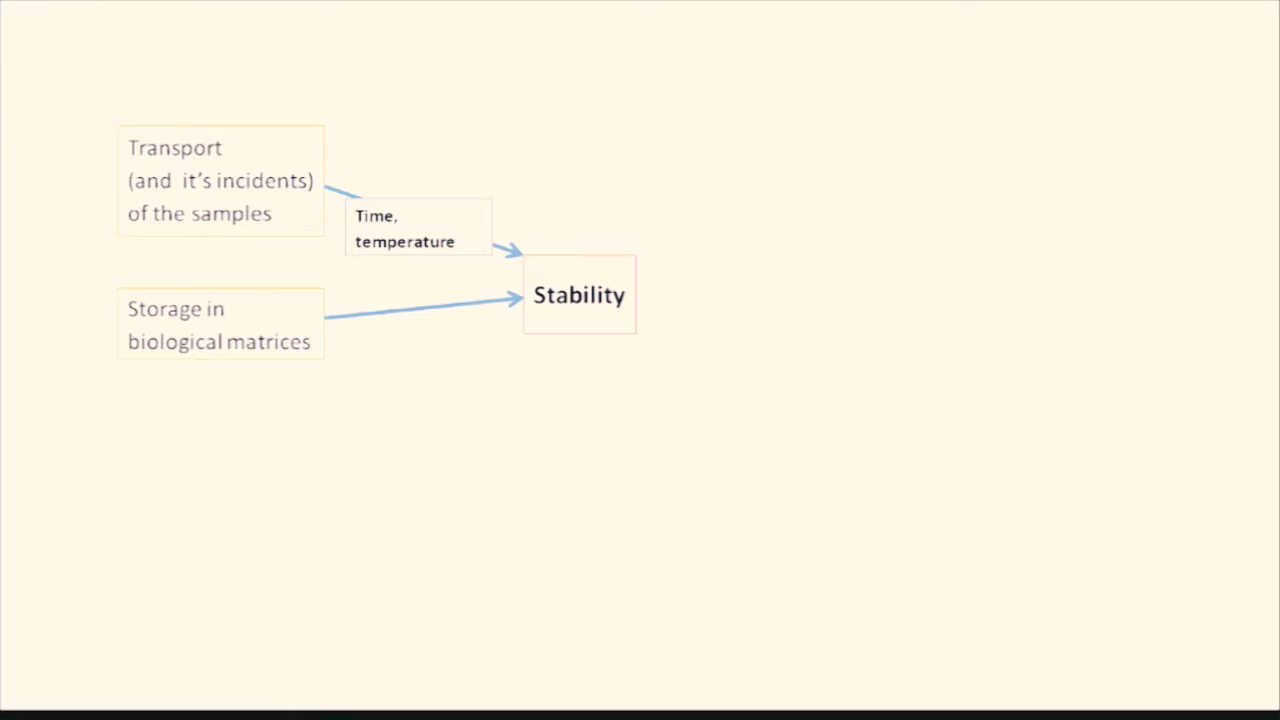 Transport
(and it's incidents)
of the samples
Time,
temperature
Stability
Storage in
biological matrices